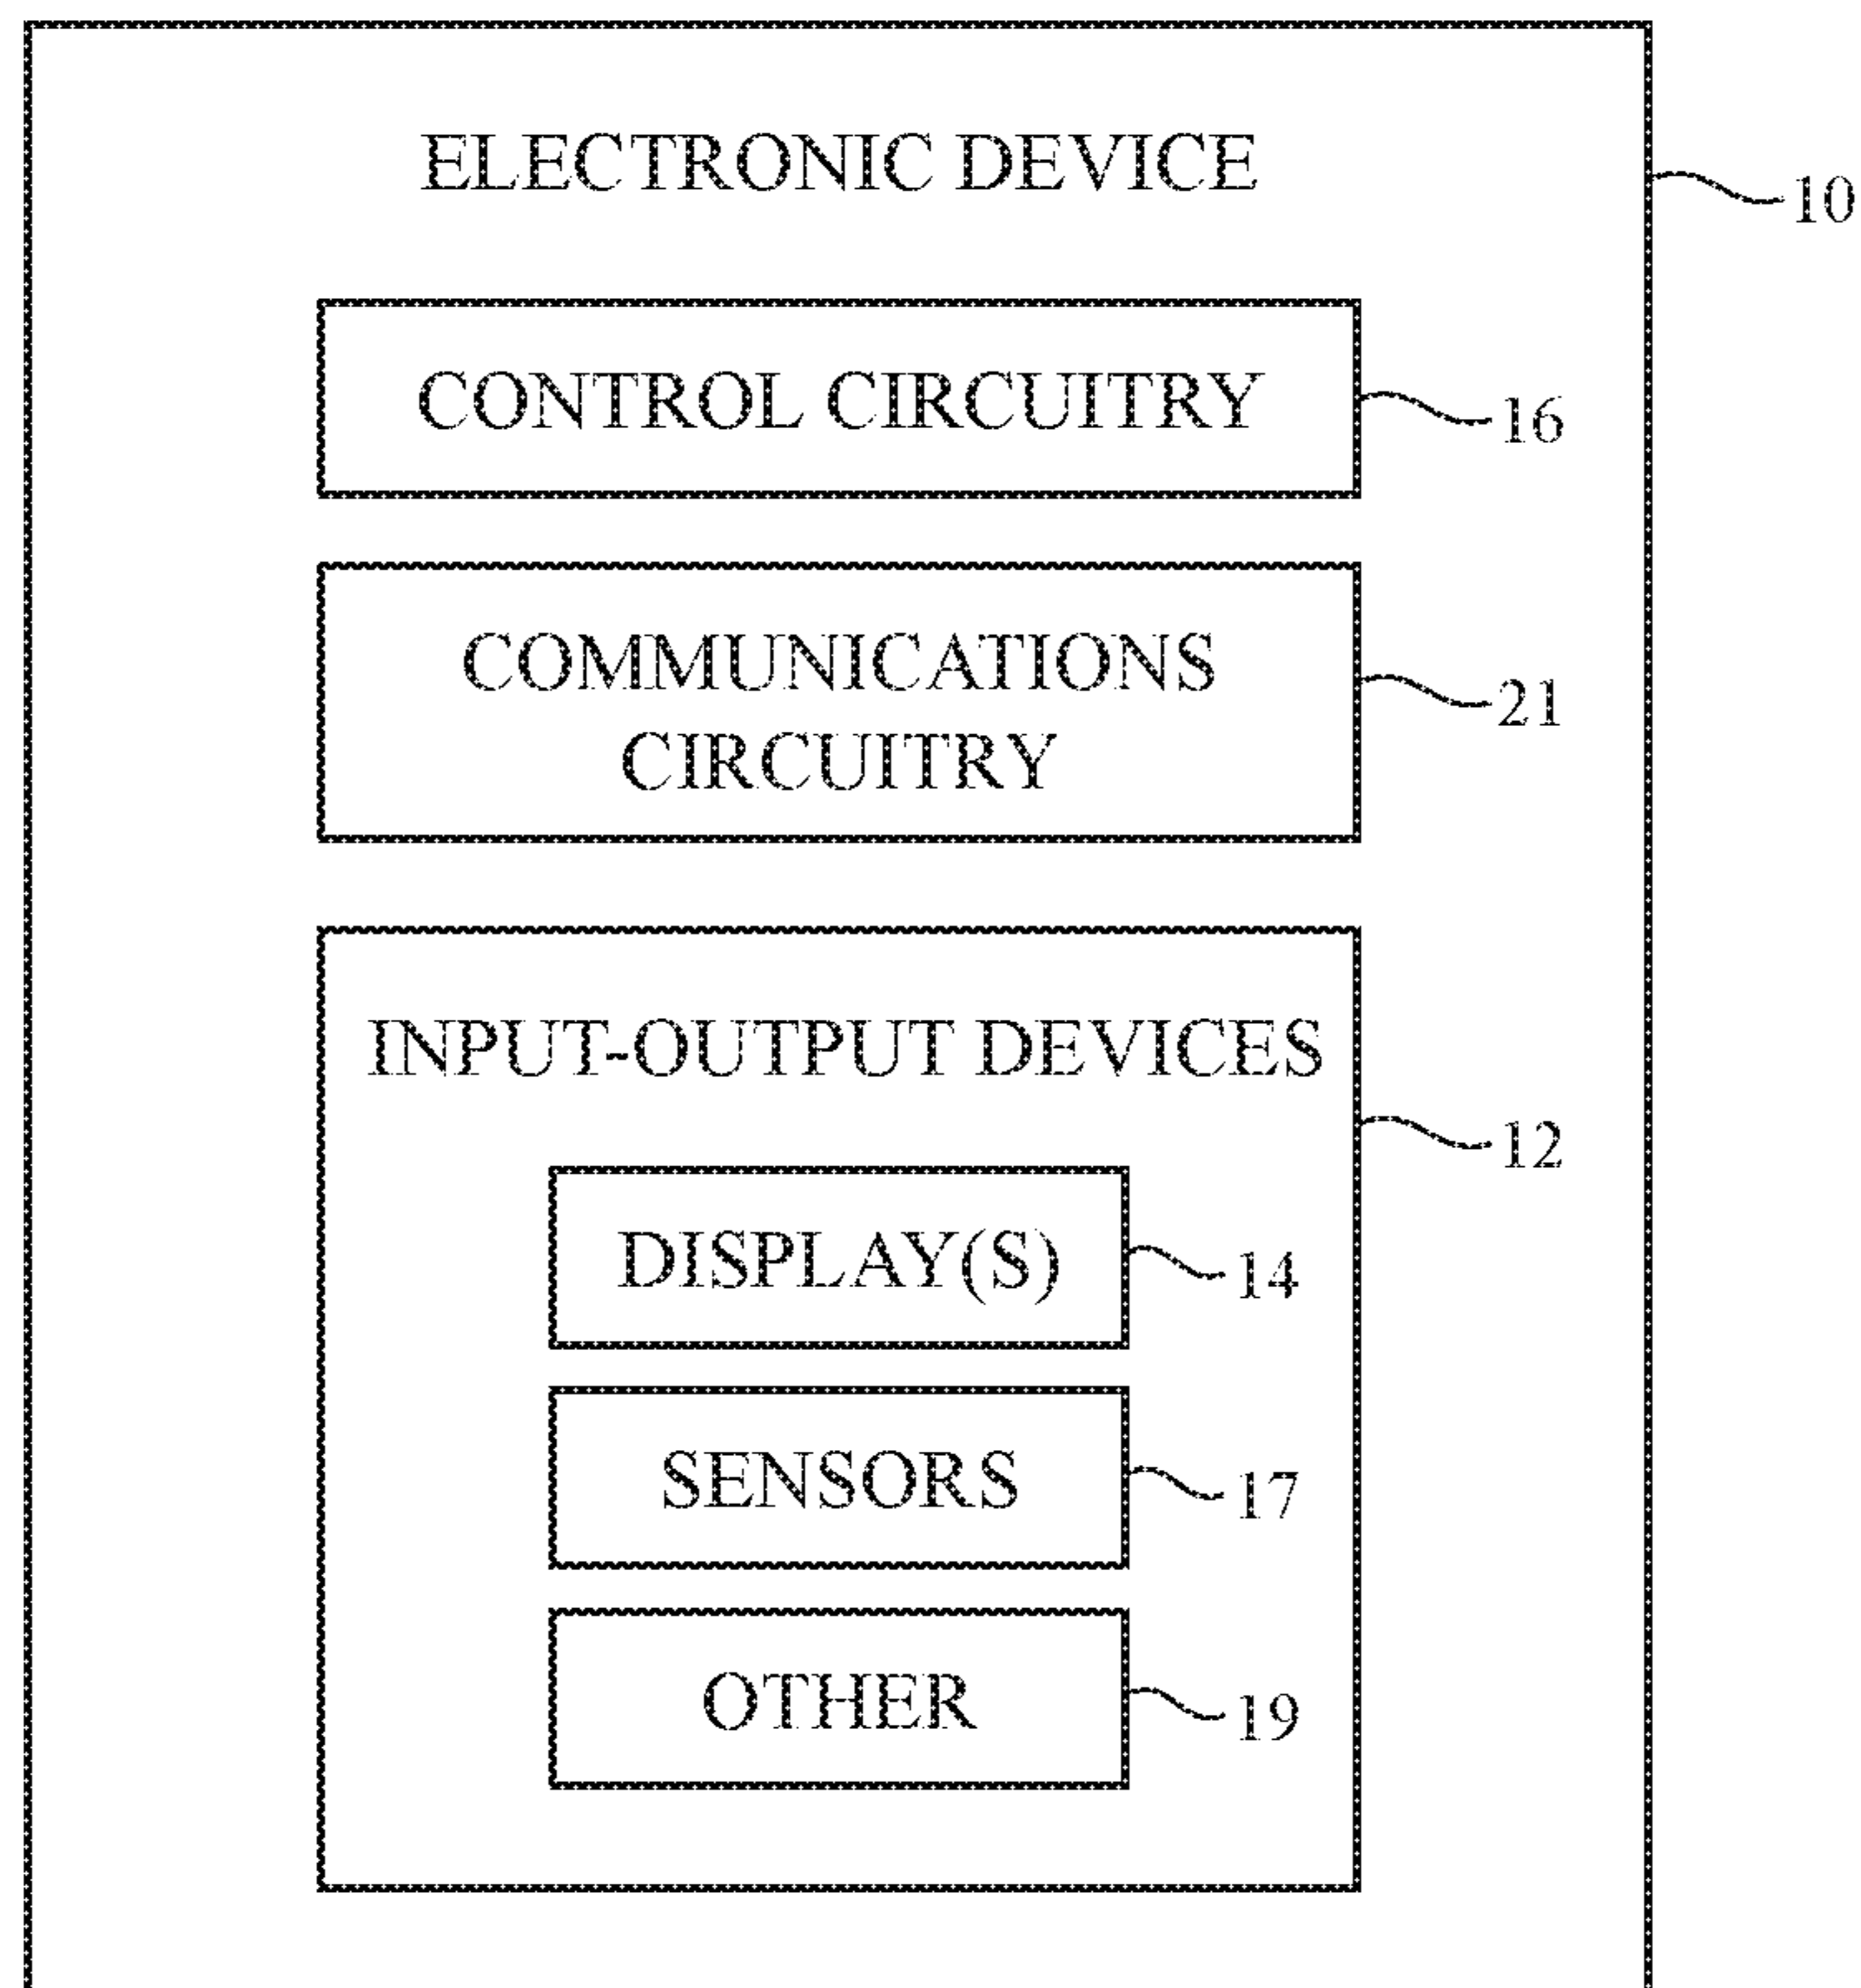 ELECTRONIC DEVICE
10
CONTROL CIRCUITRY
16
COMMUNICATIONS
CIRCUITRY
21
INPUT-OUTPUT DEVICES
12
DISPLAY(S)
14
SENSORS
17
OTHER
19